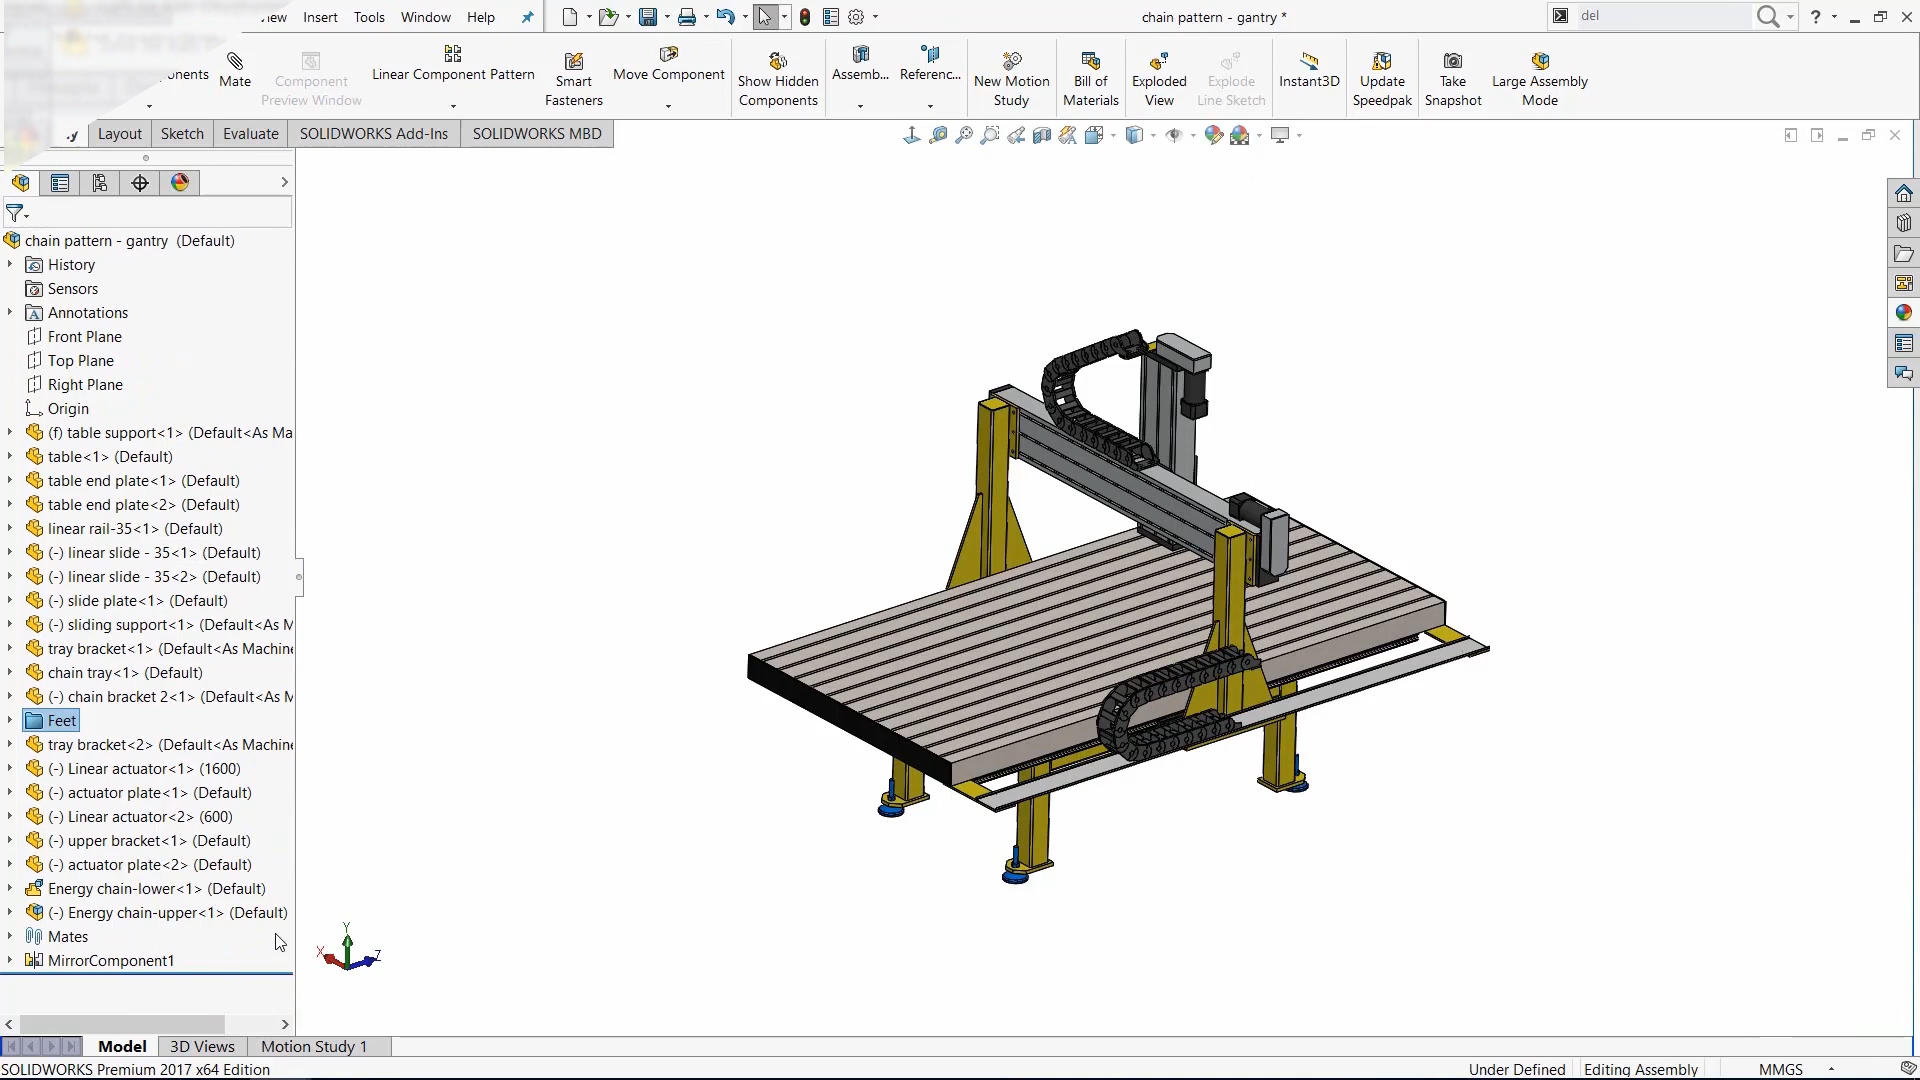 Insert Tools Window Help
chain pattern - gantry *
del
?
Mate
Component Preview Window
Linear Component Pattern
Smart Fasteners
Move Component
Show Hidden Components
Assemb...
Referenc...
New Motion Study
Bill of Materials
Exploded View
Explode Line Sketch
Instant3D
Update Speedpak
Take Snapshot
Large Assembly Mode
Layout Sketch Evaluate SOLIDWORKS Add-Ins SOLIDWORKS MBD
chain pattern - gantry (Default)
History
Sensors
Annotations
Front Plane
Top Plane
Right Plane
Origin
(f) table support<1> (Default<As Ma
table<1> (Default)
table end plate<1> (Default)
table end plate<2> (Default)
linear rail-35<1> (Default)
(-) linear slide - 35<1> (Default)
(-) linear slide - 35<2> (Default)
(-) slide plate<1> (Default)
(-) sliding support<1> (Default<As M
tray bracket<1> (Default<As Machine
chain tray<1> (Default)
(-) chain bracket 2<1> (Default<As M
Feet
tray bracket<2> (Default<As Machine
(-) Linear actuator<1> (1600)
(-) actuator plate<1> (Default)
(-) Linear actuator<2> (600)
(-) upper bracket<1> (Default)
(-) actuator plate<2> (Default)
Energy chain-lower<1> (Default)
(-) Energy chain-upper<1> (Default)
Mates
MirrorComponent1
Y
X
Z
Model 3D Views Motion Study 1
SOLIDWORKS Premium 2017 x64 Edition
Under Defined Editing Assembly MMGS